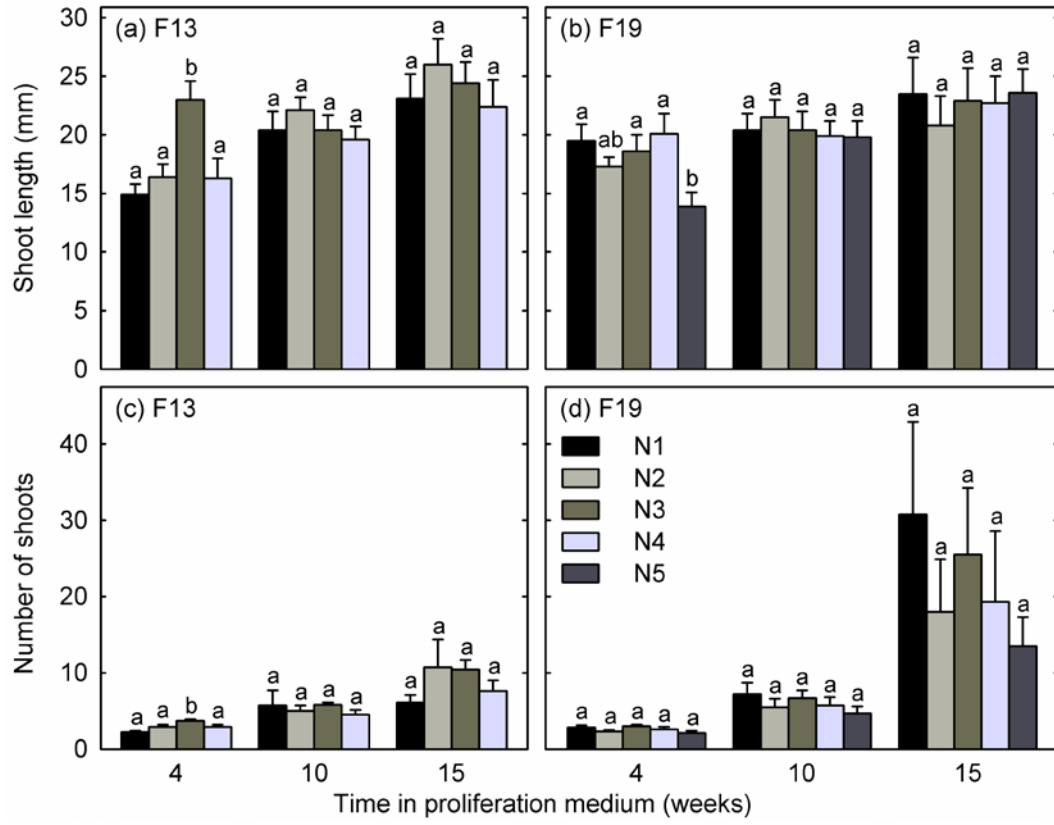 (a) F13
(b) F19
Shoot length (mm)
30
25
20
15
10
5
0
a a b a a a a a a a a a
a ab a a b a a a a a a a a a a
(c) F13
(d) F19
Number of shoots
40
30
20
10
0
a a b a a a a a a a a a
a a a a a a a a a a a a a a a
N1
N2
N3
N4
N5
4 10 15 4 10 15
Time in proliferation medium (weeks)